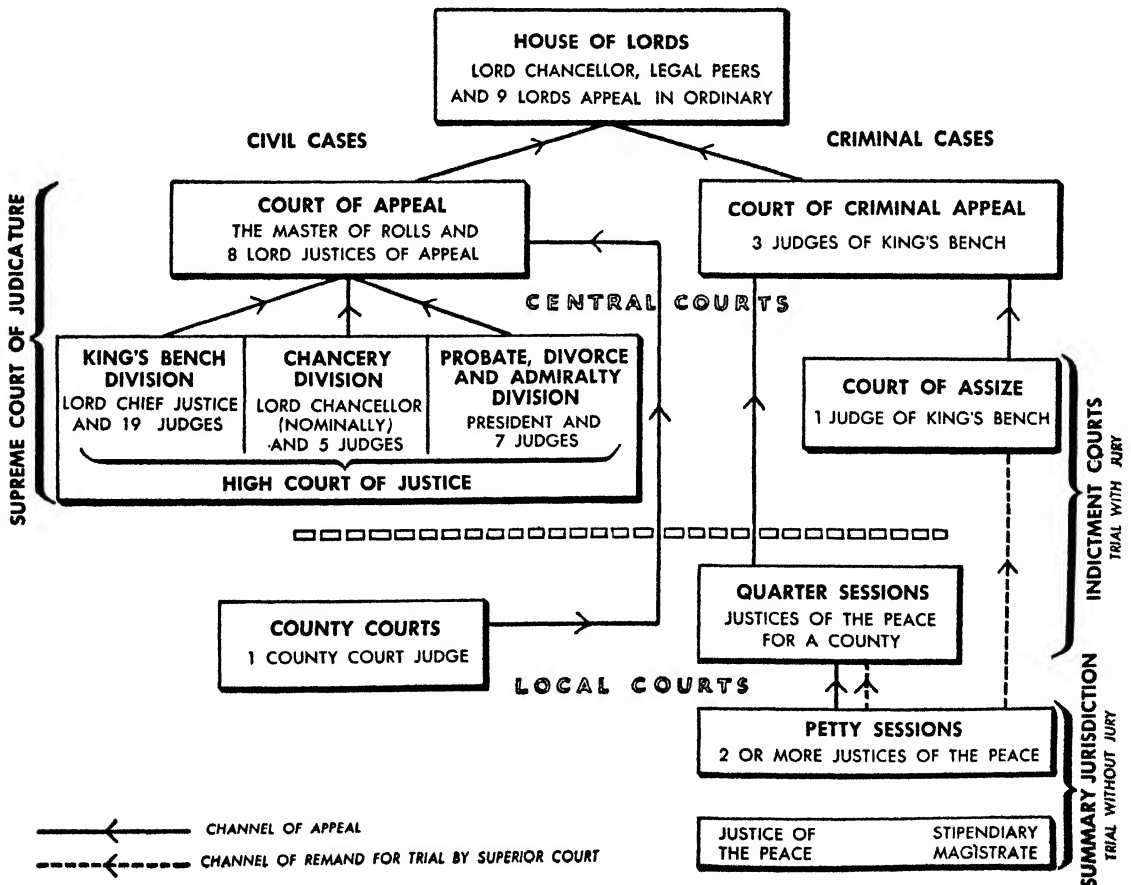 HOUSE OF LORDS
LORD CHANCELLOR, LEGAL PEERS
AND 9 LORDS APPEAL IN ORDINARY
CIVIL CASES
CRIMINAL CASES
SUPREME COURT OF JUDICATURE
COURT OF APPEAL
THE MASTER OF ROLLS AND
8 LORD JUSTICES OF APPEAL
COURT OF CRIMINAL APPEAL
3 JUDGES OF KING'S BENCH
CENTRAL COURTS
KING'S BENCH
DIVISION
LORD CHIEF JUSTICE
AND 19 JUDGES
CHANCERY
DIVISION
LORD CHANCELLOR
(NOMINALLY)
AND 5 JUDGES
PROBATE, DIVORCE
AND ADMIRALTY
DIVISION
PRESIDENT AND
7 JUDGES
HIGH COURT OF JUSTICE
COURT OF ASSIZE
1 JUDGE OF KING'S BENCH
INDICTMENT COURTS
TRIAL WITH JURY
COUNTY COURTS
1 COUNTY COURT JUDGE
QUARTER SESSIONS
JUSTICES OF THE PEACE
FOR A COUNTY
LOCAL COURTS
PETTY SESSIONS
2 OR MORE JUSTICES OF THE PEACE
JUSTICE OF
THE PEACE
STIPENDIARY
MAGISTRATE
SUMMARY JURISDICTION
TRIAL WITHOUT JURY
CHANNEL OF APPEAL
CHANNEL OF REMAND FOR TRIAL BY SUPERIOR COURT